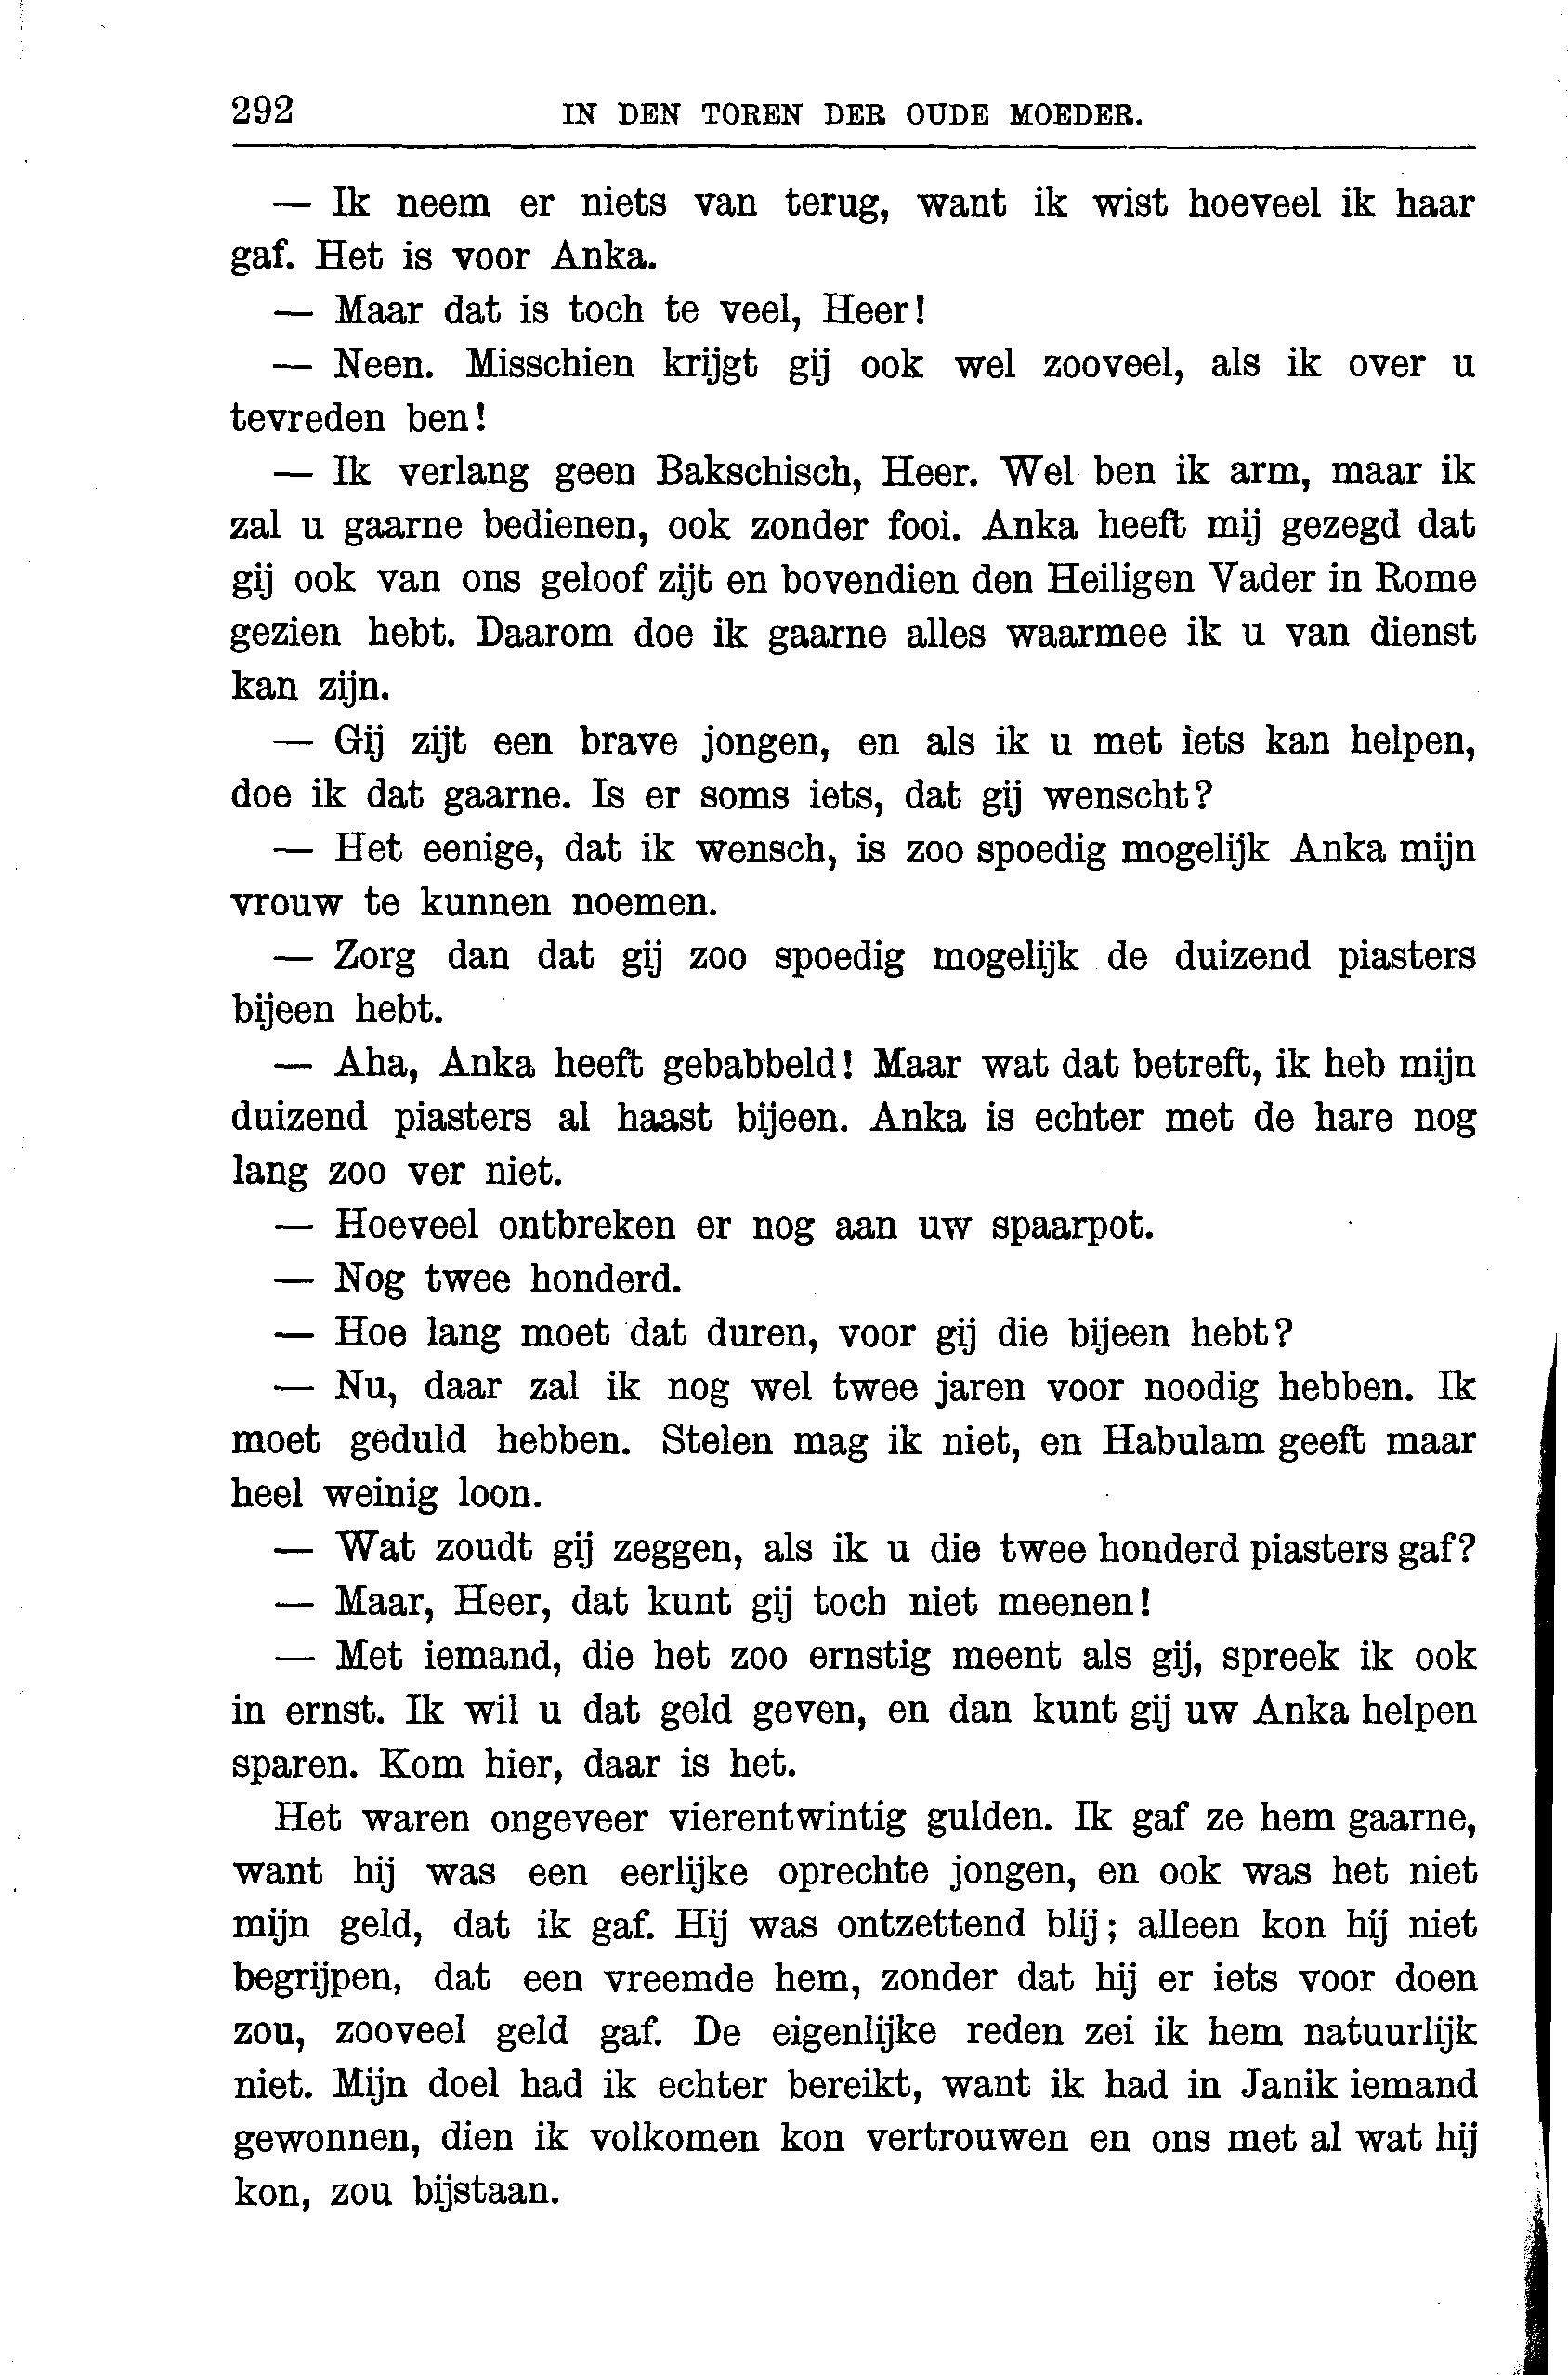 292 IN DEN TOREN DER OUDE MOEDER.
— Ik neem er niets van terug, want ik wist hoeveel ik haar
gaf. Het is voor Anka.
— Maar dat is toch te veel, Heer!
— Neen. Misschien krijgt gij ook wel zooveel, als ik over u
tevreden ben!
— Ik verlang geen Bakschisch, Heer. Wel ben ik arm, maar ik
zal u gaarne bedienen, ook zonder fooi. Anka heeft mij gezegd dat
gij ook van ons geloof zijt en bovendien den Heiligen Vader in Rome
gezien hebt. Daarom doe ik gaarne alles waarmee ik u van dienst
kan zijn.
— Gij zijt een brave jongen, en als ik u met iets kan helpen,
doe ik dat gaarne. Is er soms iets, dat gij wenscht?
— Het eenige, dat ik wensch, is zoo spoedig mogelijk Anka mijn
vrouw te kunnen noemen.
— Zorg dan dat gij zoo spoedig mogelijk de duizend piasters
bijeen hebt.
— Aha, Anka heeft gebabbeld! Maar wat dat betreft, ik heb mijn
duizend piasters al haast bijeen. Anka is echter met de hare nog
lang zoo ver niet.
— Hoeveel ontbreken er nog aan uw spaarpot.
— Nog twee honderd.
— Hoe lang moet dat duren, voor gij die bijeen hebt?
— Nu, daar zal ik nog wel twee jaren voor noodig hebben. Ik
moet geduld hebben. Stelen mag ik niet, en Habulam geeft maar
heel weinig loon.
— Wat zoudt gij zeggen, als ik u die twee honderd piasters gaf?
— Maar, Heer, dat kunt gij toch niet meenen!
— Met iemand, die het zoo ernstig meent als gij, spreek ik ook
in ernst. Ik wil u dat geld geven, en dan kunt gij uw Anka helpen
sparen. Kom hier, daar is het.
Het waren ongeveer vierentwintig gulden. Ik gaf ze hem gaarne,
want hij was een eerlijke oprechte jongen, en ook was het niet
mijn geld, dat ik gaf. Hij was ontzettend blij; alleen kon hij niet
begrijpen, dat een vreemde hem, zonder dat hij er iets voor doen
zou, zooveel geld gaf. De eigenlijke reden zei ik hem natuurlijk
niet. Mijn doel had ik echter bereikt, want ik had in Janik iemand
gewonnen, dien ik volkomen kon vertrouwen en ons met al wat hij
kon, zou bijstaan.